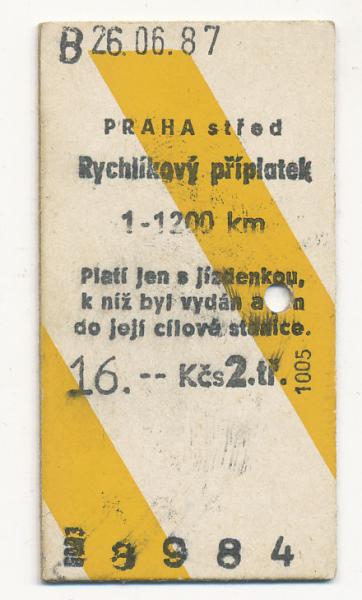 B 26.06.87
PRAHA střed
Rychlíkový příplatek
1-1200 km
Platí jen s jízdenkou,
k níž byl vydán a
do její cílové stanice.
16.-- Kčs 2.tř.
1005
8984